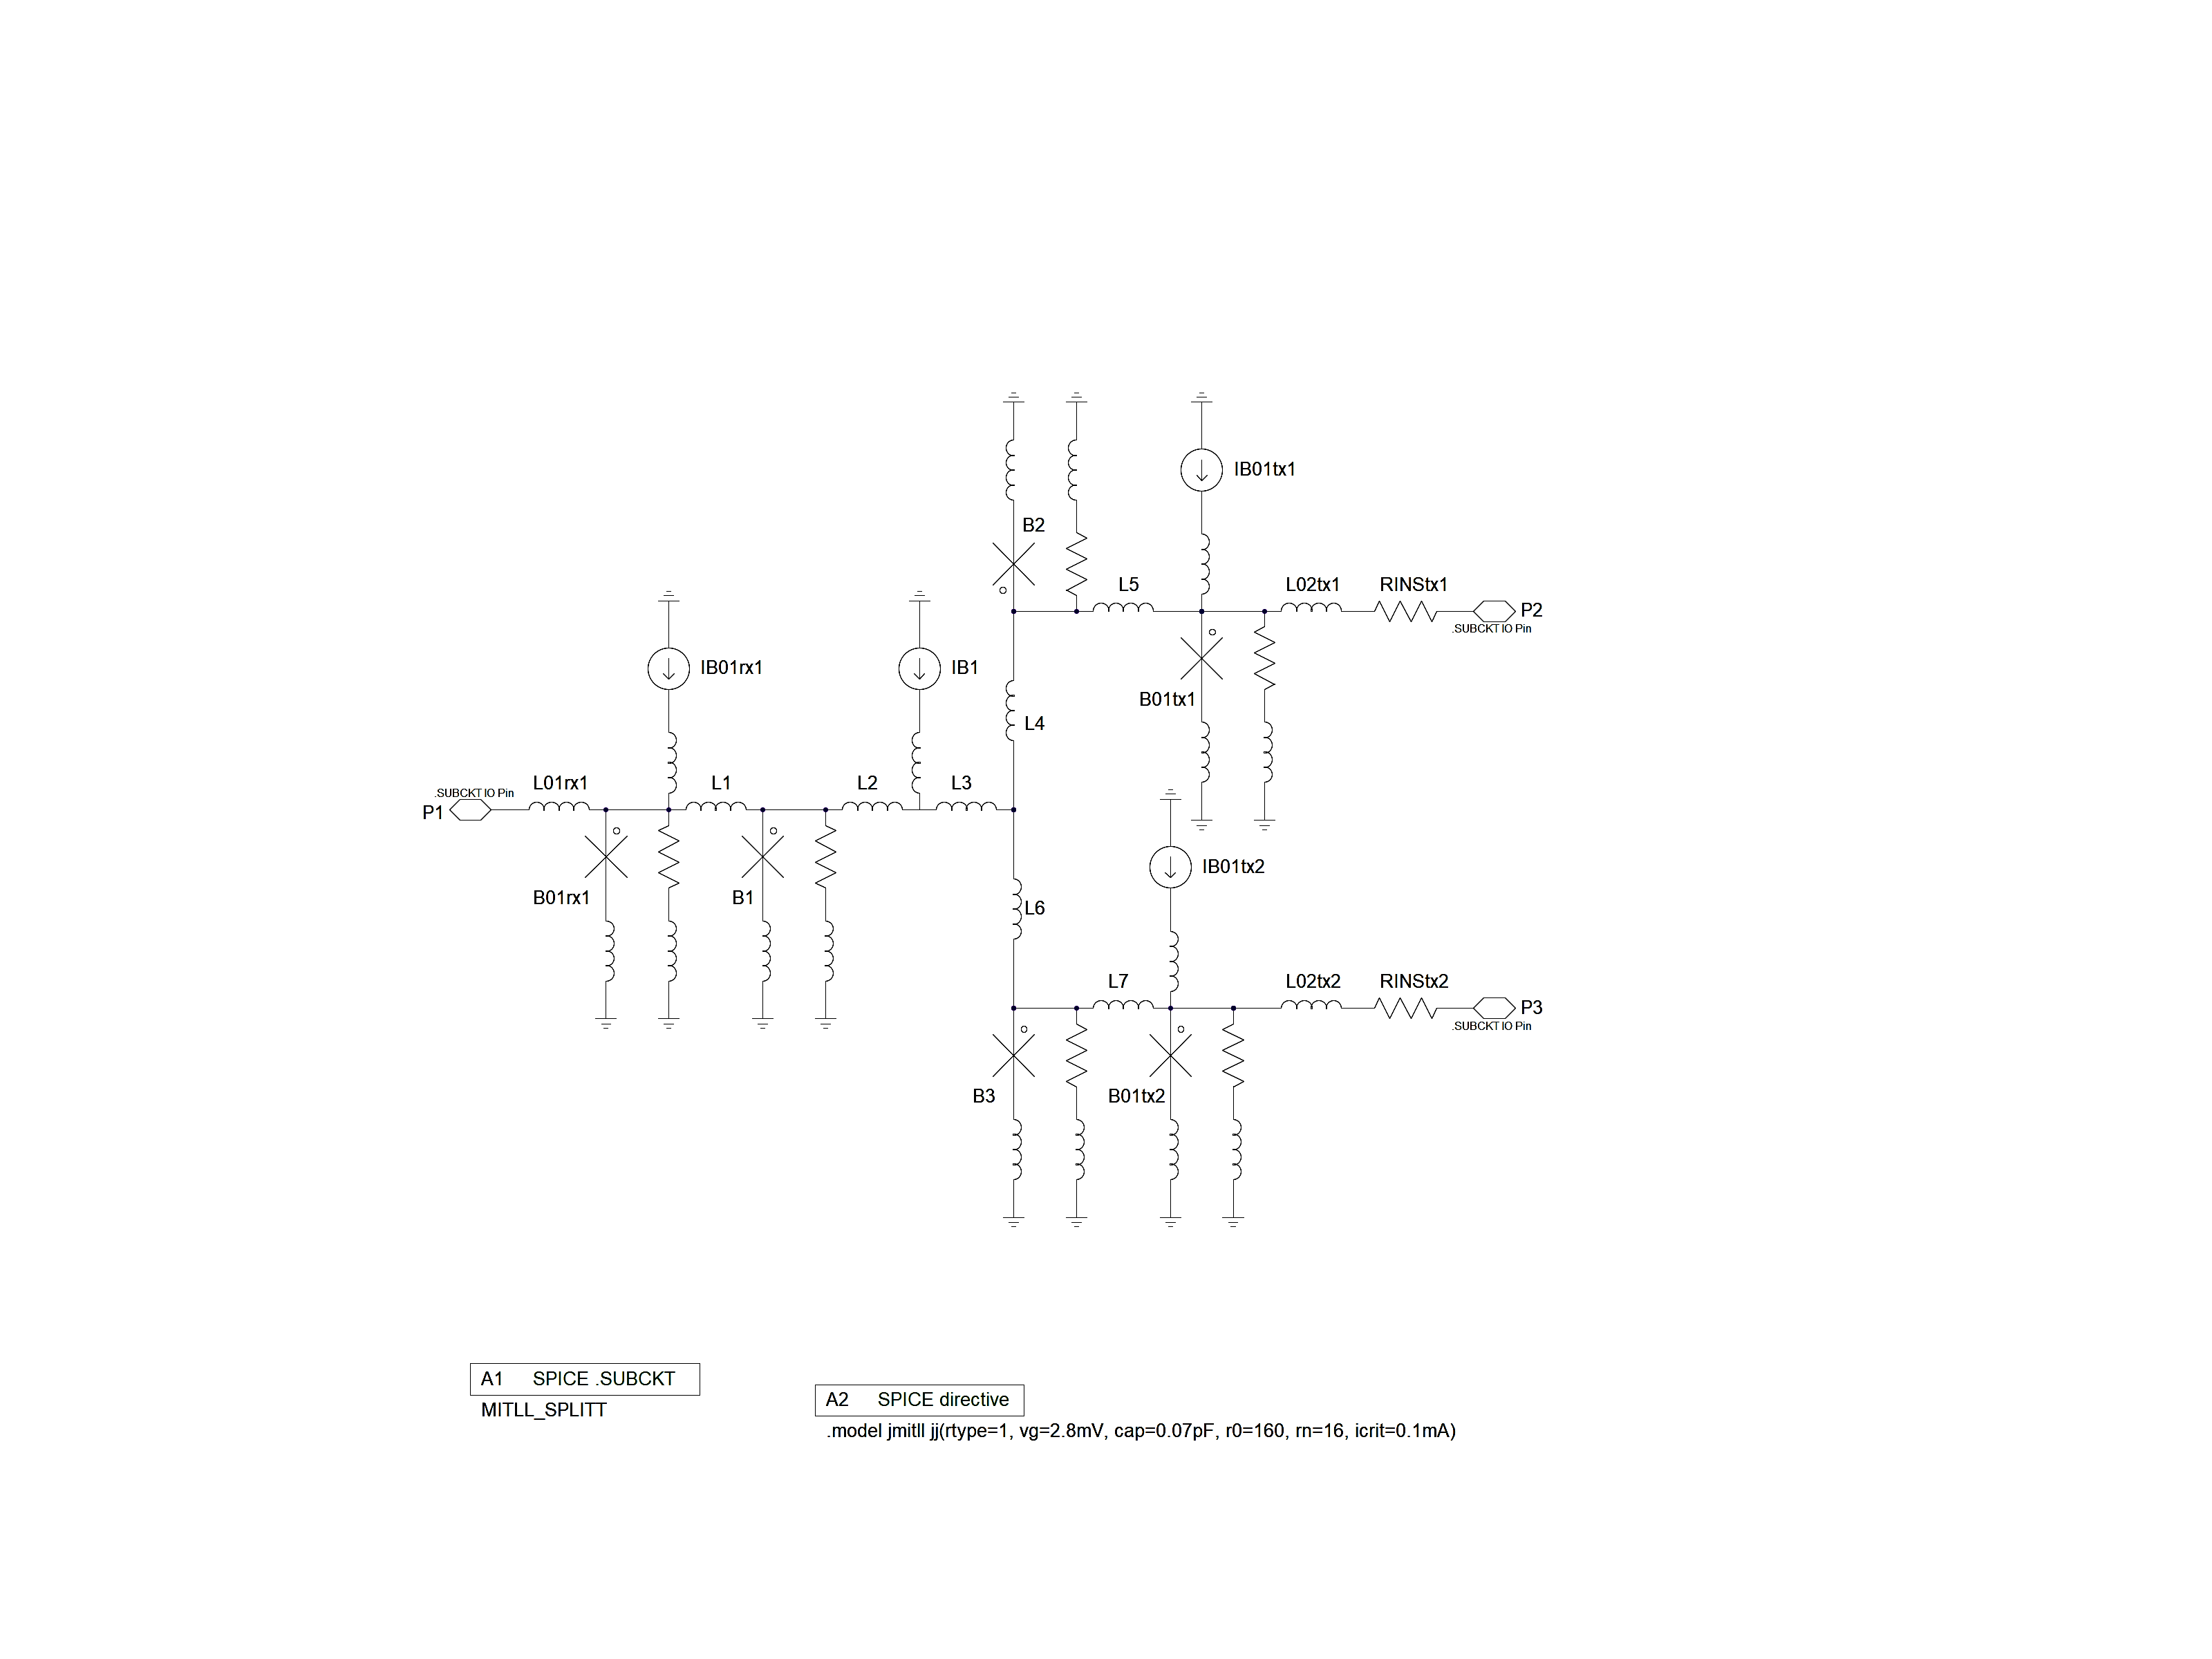 B2
IB01tx1
L5
L02tx1
RINStx1
P2
.SUBCKT IO Pin
IB01rx1
IB1
B01tx1
L4
L01rx1
L1
L2
L3
.SUBCKT IO Pin
P1
IB01tx2
B01rx1
B1
L6
L7
L02tx2
RINStx2
P3
.SUBCKT IO Pin
B3
B01tx2
A1 SPICE .SUBCKT
MITLL_SPLITT
A2 SPICE directive
.model jmitll jj(rtype=1, vg=2.8mV, cap=0.07pF, r0=160, rn=16, icrit=0.1mA)